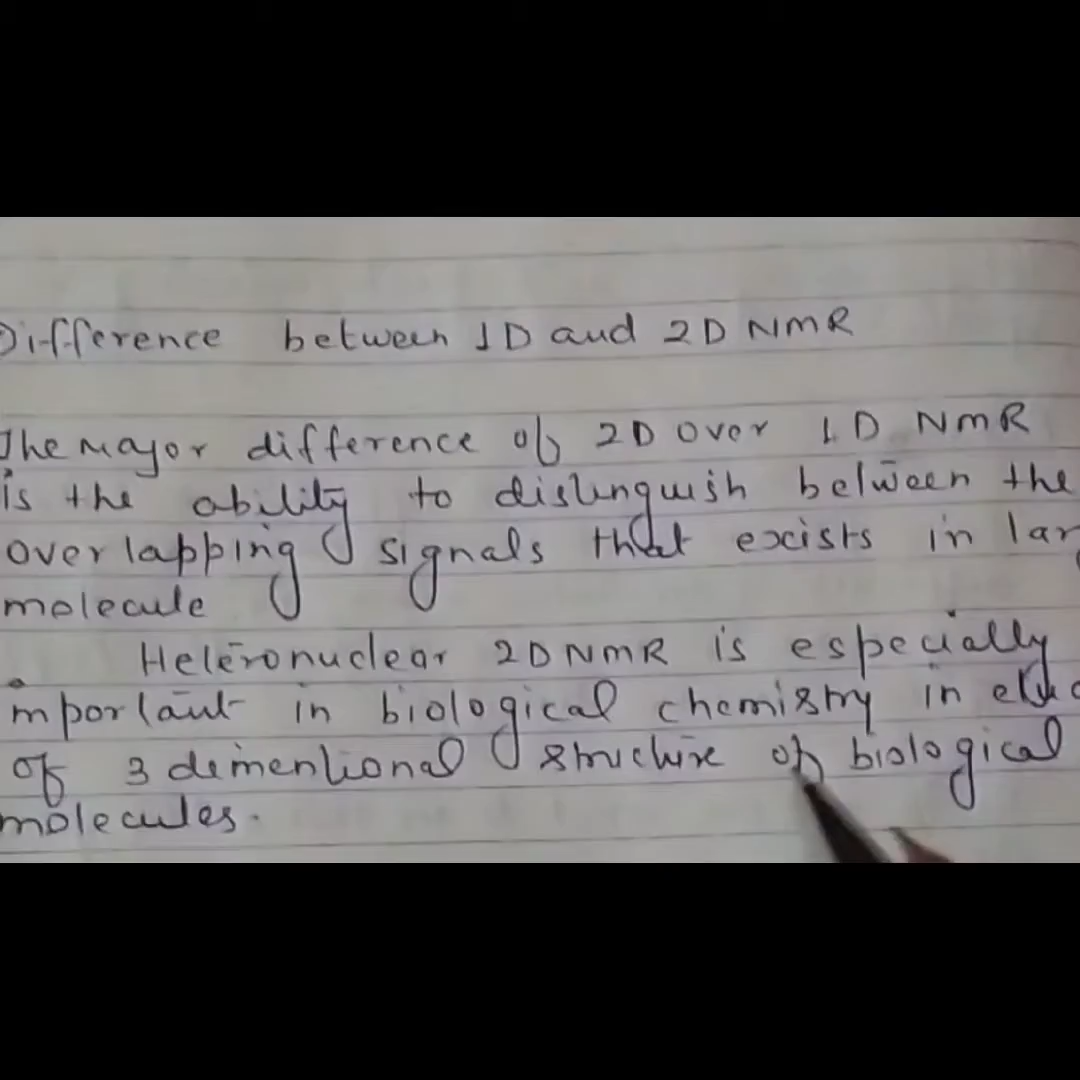 Difference between 1D and 2D NMR
The major difference of 2D over 1D NMR
is the ability to distinguish between the
overlapping signals that exists in lar
molecule
Heteronuclear 2D NMR is especially
mportant in biological chemistry in
of 3 dimentional structure of biological
molecules.